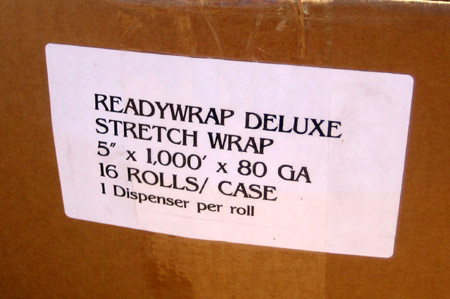 READYWRAP DELUXE
STRETCH WRAP
5" x 1,000' x 80 GA
16 ROLLS/ CASE
1 Dispenser per roll